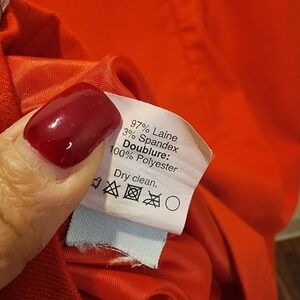 97% Laine
3% Spandex
Doublure:
100% Polyester
Dry clean.